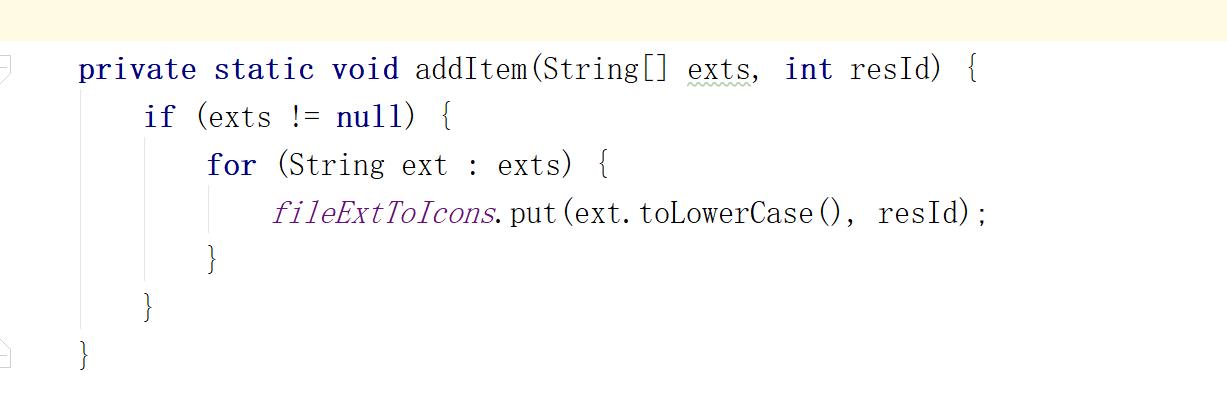 private static void addItem(String[] exts, int resId) {
if (exts != null) {
for (String ext : exts) {
fileExtToIcons.put(ext.toLowerCase(), resId);
}
}
}